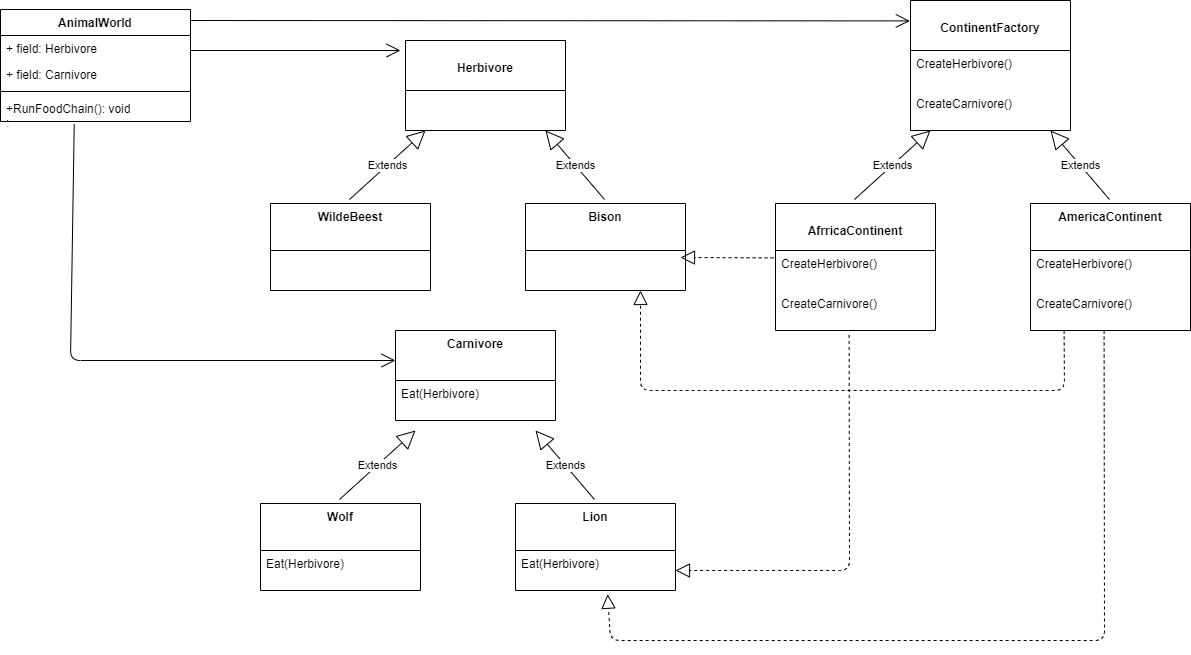 AnimalWorld
+ field: Herbivore
+ field: Carnivore
+RunFoodChain(): void
Herbivore
ContinentFactory
CreateHerbivore()
CreateCarnivore()
Extends
Extends
Extends
Extends
WildeBeest
Bison
AfrricaContinent
CreateHerbivore()
CreateCarnivore()
AmericaContinent
CreateHerbivore()
CreateCarnivore()
Carnivore
Eat(Herbivore)
Extends
Extends
Wolf
Eat(Herbivore)
Lion
Eat(Herbivore)